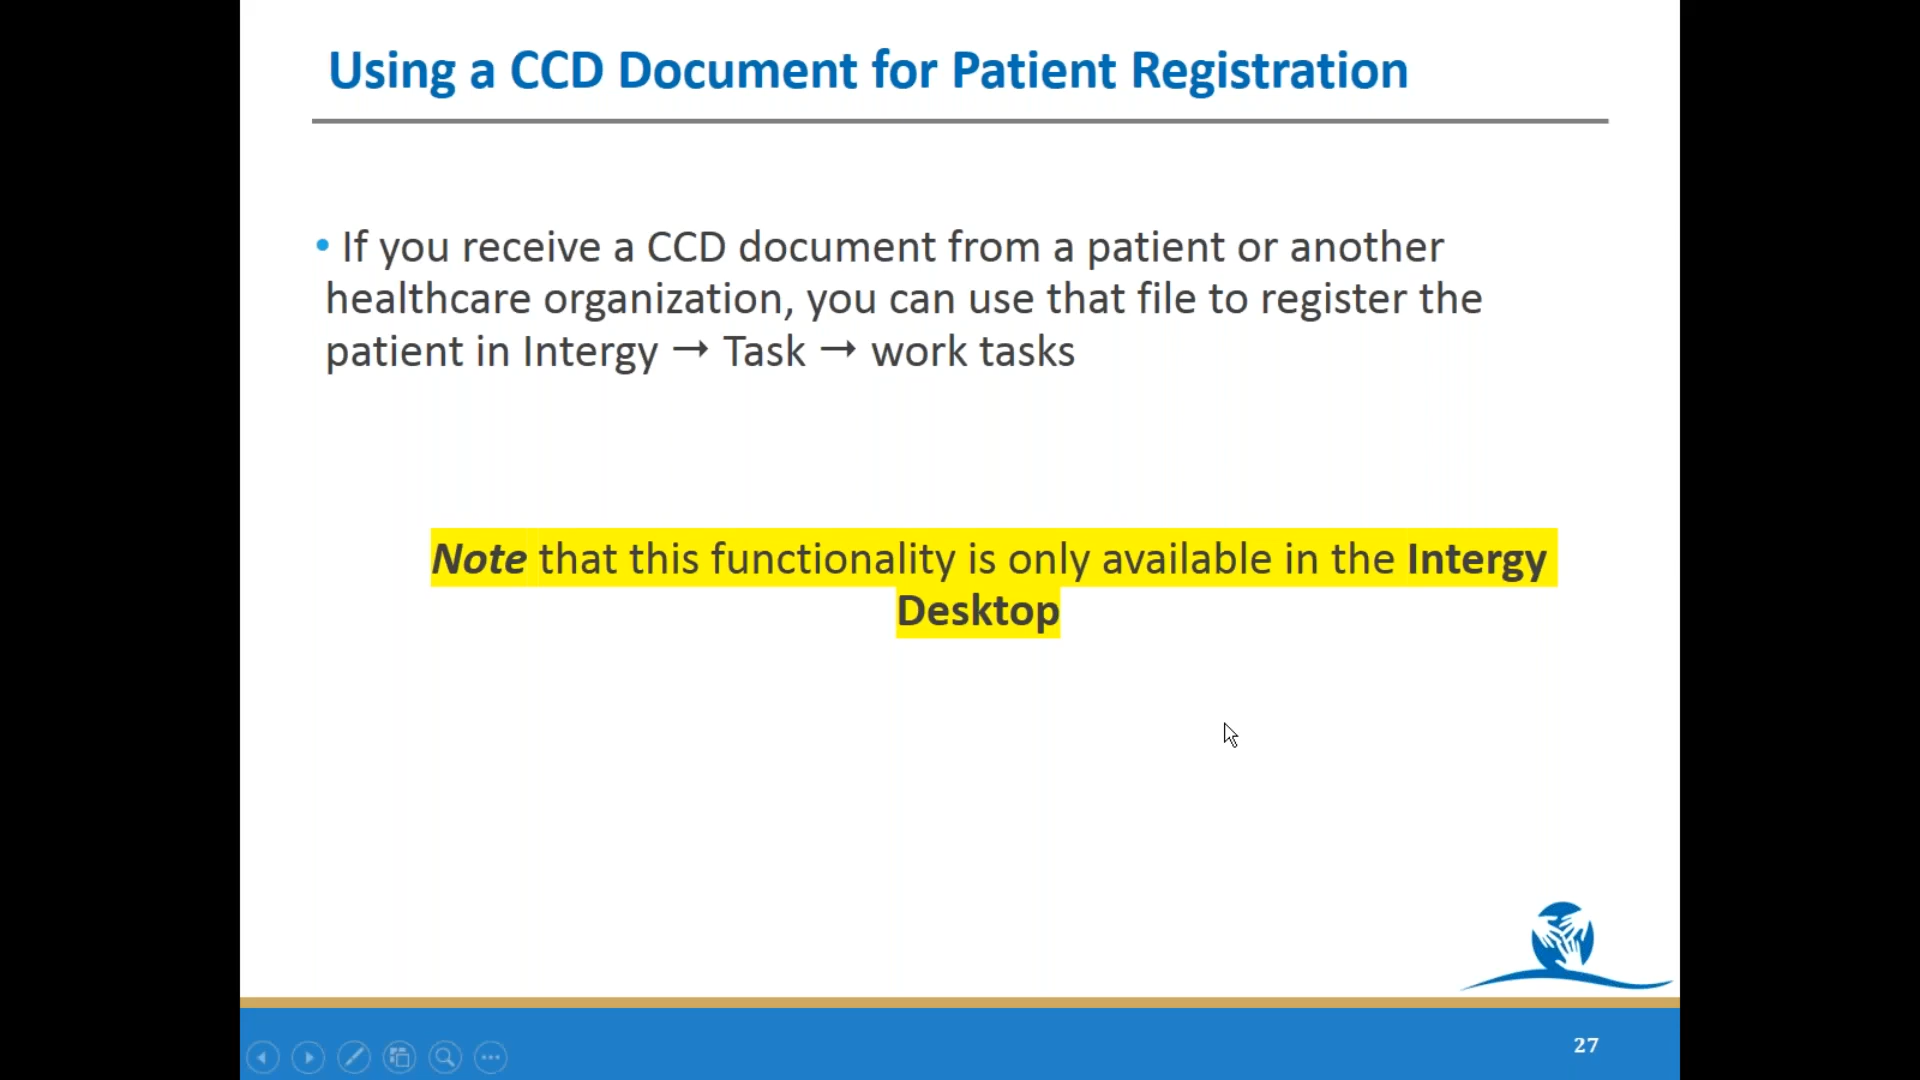 Using a CCD Document for Patient Registration
• If you receive a CCD document from a patient or another
healthcare organization, you can use that file to register the
patient in Intergy → Task → work tasks
Note that this functionality is only available in the Intergy
Desktop
27